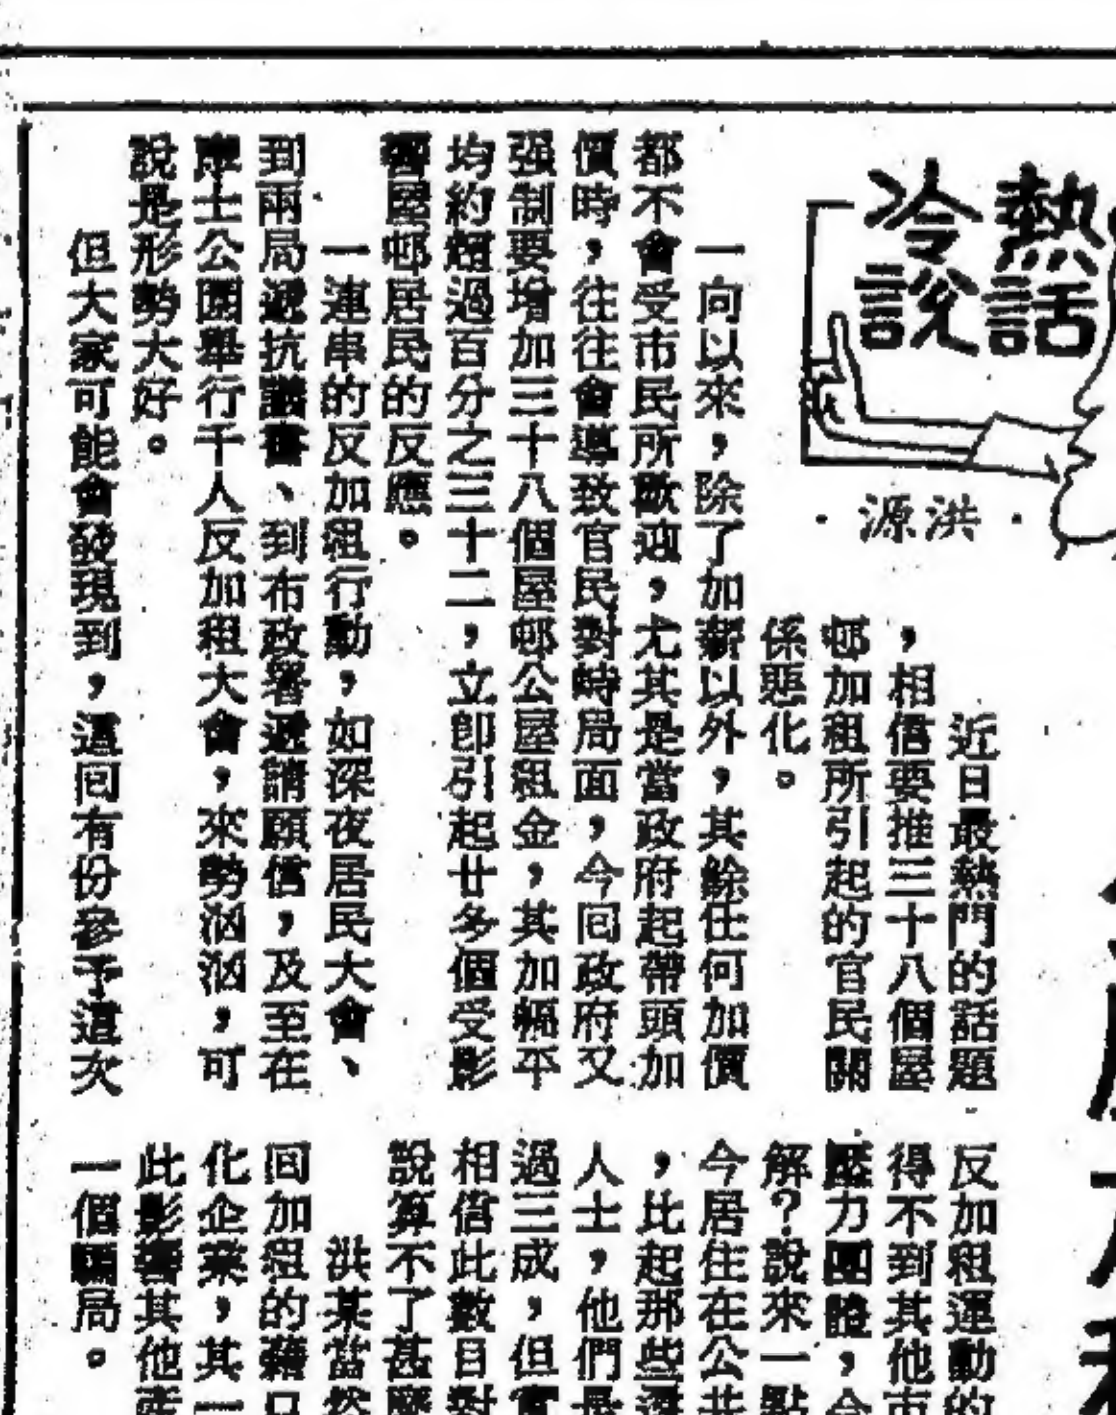 熱話
冷説
·洪源·
近日最熱門的話題
，相信要推三十八個屋
邨加租所引起的官民關
係惡化。
一向以來，除了加薪以外，其餘任何加價
都不會受市民所歡迎，尤其是當政府起帶頭加
價時，往往會導致官民對峙局面，今囘政府又
强制要增加三十八個屋邨公屋租金，其加幅平
均約超過百分之三十二，立即引起廿多個受影
響屋邨居民的反應。
一連串的反加租行動，如深夜居民大會、
到兩局遞抗議書、到布政署遞請願信，及至在
摩士公園舉行千人反加租大會，來勢洶洶，可
說是形勢大好。
但大家可能會發現到，這囘有份參予這次
反加租運動的
得不到其他市
壓力團體，令
解？說來一點
今居住在公共
，比起那些
人士，他們是
過三成，但實
相信此數目對
說算不了甚麼
洪某當然
囘加租的藉口
化企業，其一
此影響其他
一個騙局。